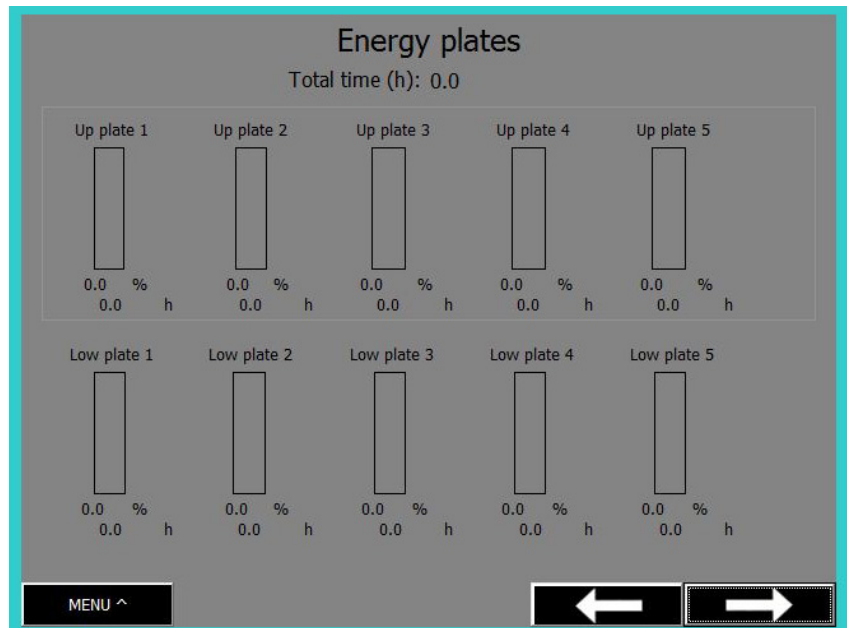 Energy plates
Total time (h): 0.0
Up plate 1 Up plate 2 Up plate 3 Up plate 4 Up plate 5
0.0 % 0.0 % 0.0 % 0.0 % 0.0 %
0.0 h 0.0 h 0.0 h 0.0 h 0.0 h
Low plate 1 Low plate 2 Low plate 3 Low plate 4 Low plate 5
0.0 % 0.0 % 0.0 % 0.0 % 0.0 %
0.0 h 0.0 h 0.0 h 0.0 h 0.0 h
MENU ^